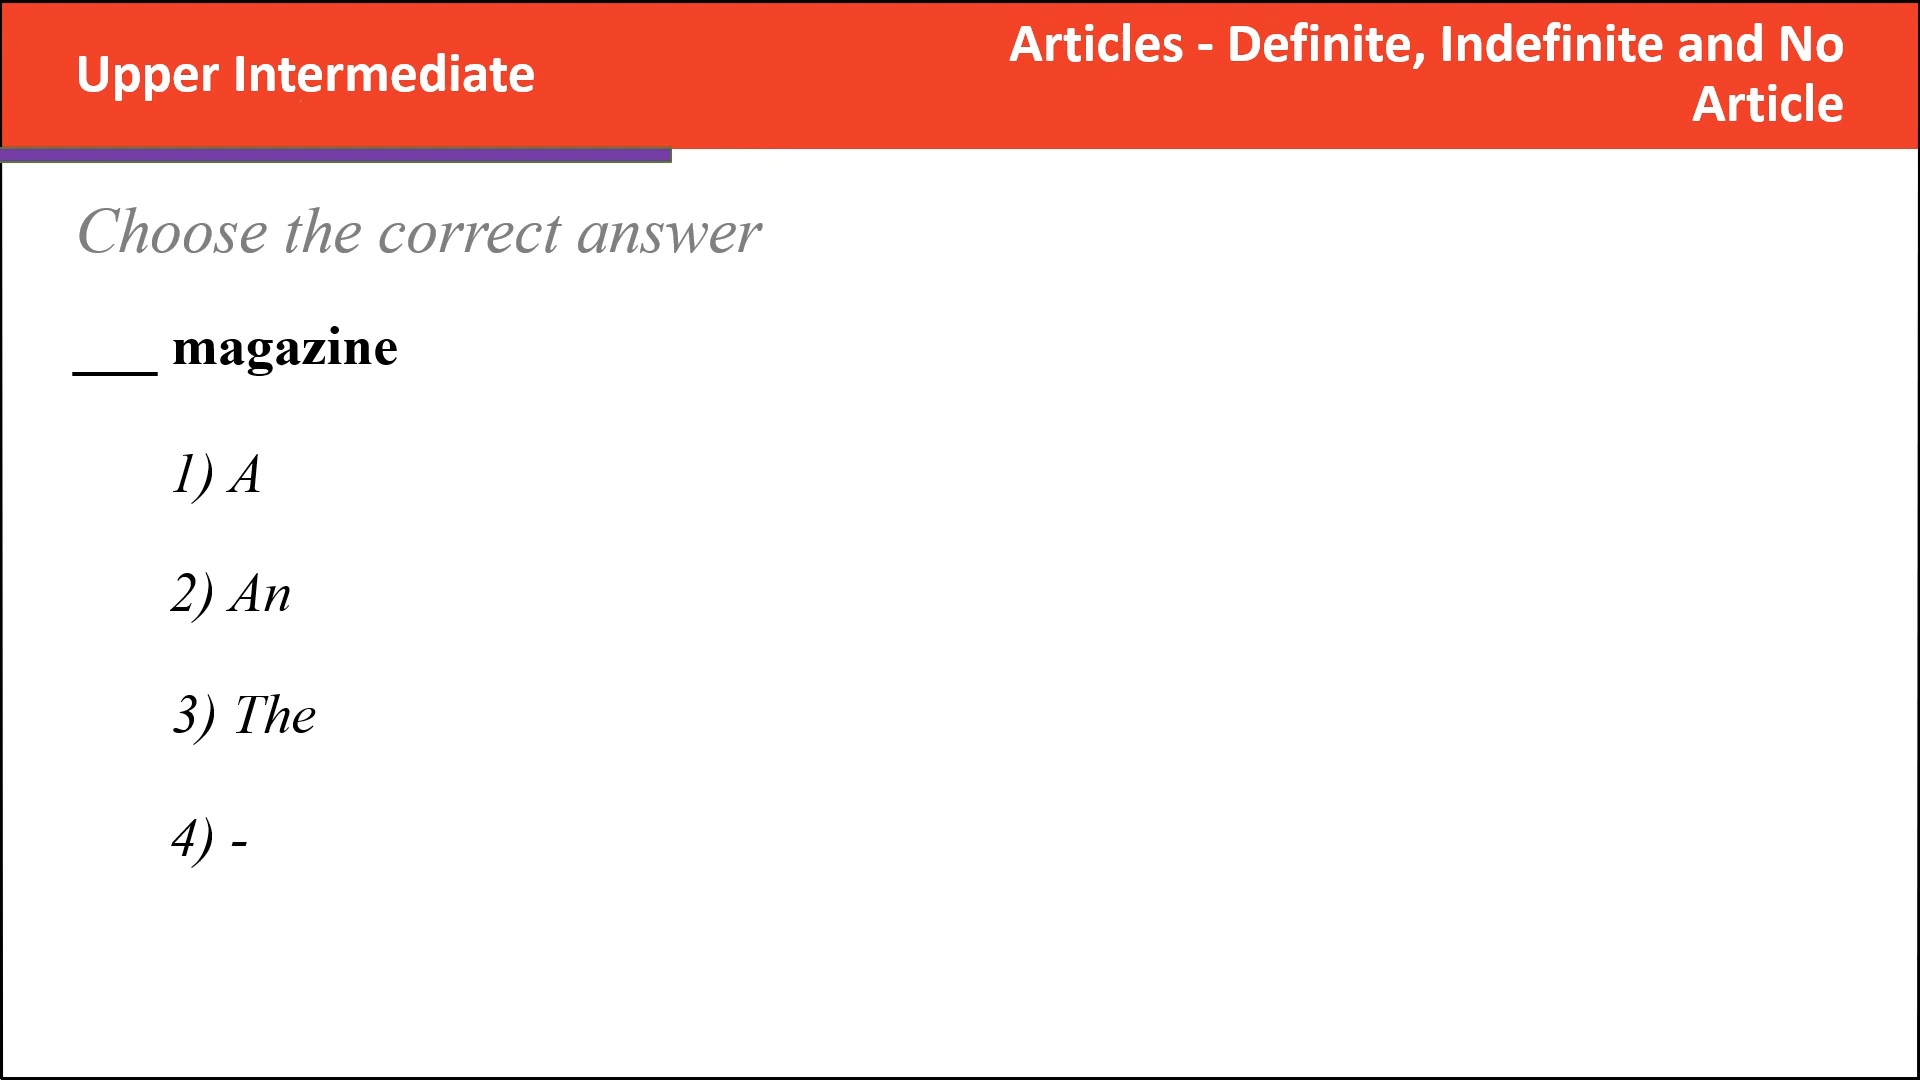 Upper Intermediate
Articles - Definite, Indefinite and No
Article
Choose the correct answer
___ magazine
1) A
2) An
3) The
4) -